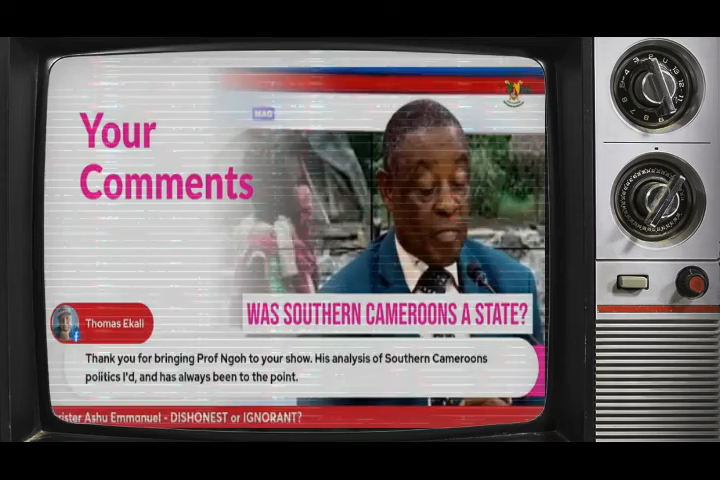 Your
Comments
MAG
WAS SOUTHERN CAMEROONS A STATE?
Thomas Ekali
Thank you for bringing Prof Ngoh to your show. His analysis of Southern Cameroons
politics I'd, and has always been to the point.
Ashu Emmanuel - DISHONEST or IGNORANT?